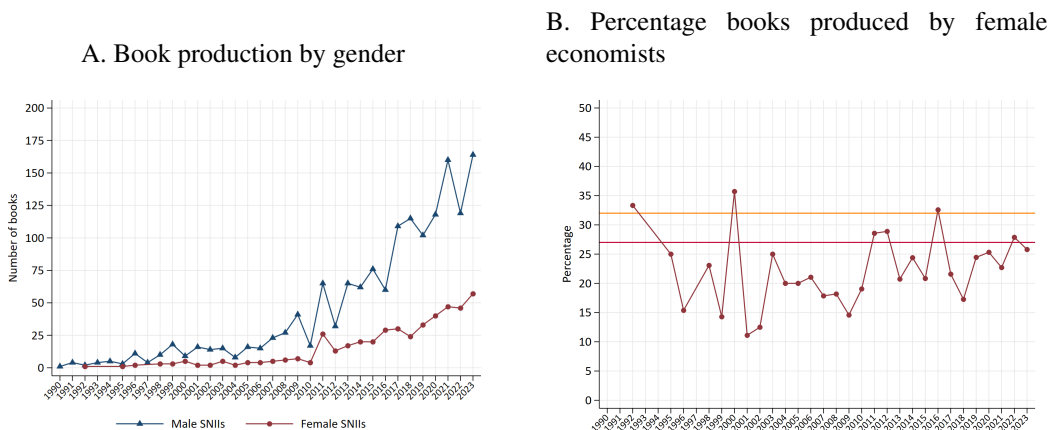 A. Book production by gender
B. Percentage books produced by female
economists
200
175
150
125
100
75
50
25
0
Number of books
1990 1991 1992 1993 1994 1995 1996 1997 1998 1999 2000 2001 2002 2003 2004 2005 2006 2007 2008 2009 2010 2011 2012 2013 2014 2015 2016 2017 2018 2019 2020 2021 2022 2023
Male SNIIs Female SNIIs
50
45
40
35
30
25
20
15
10
5
0
Percentage
1990 1991 1992 1993 1994 1995 1996 1997 1998 1999 2000 2001 2002 2003 2004 2005 2006 2007 2008 2009 2010 2011 2012 2013 2014 2015 2016 2017 2018 2019 2020 2021 2022 2023